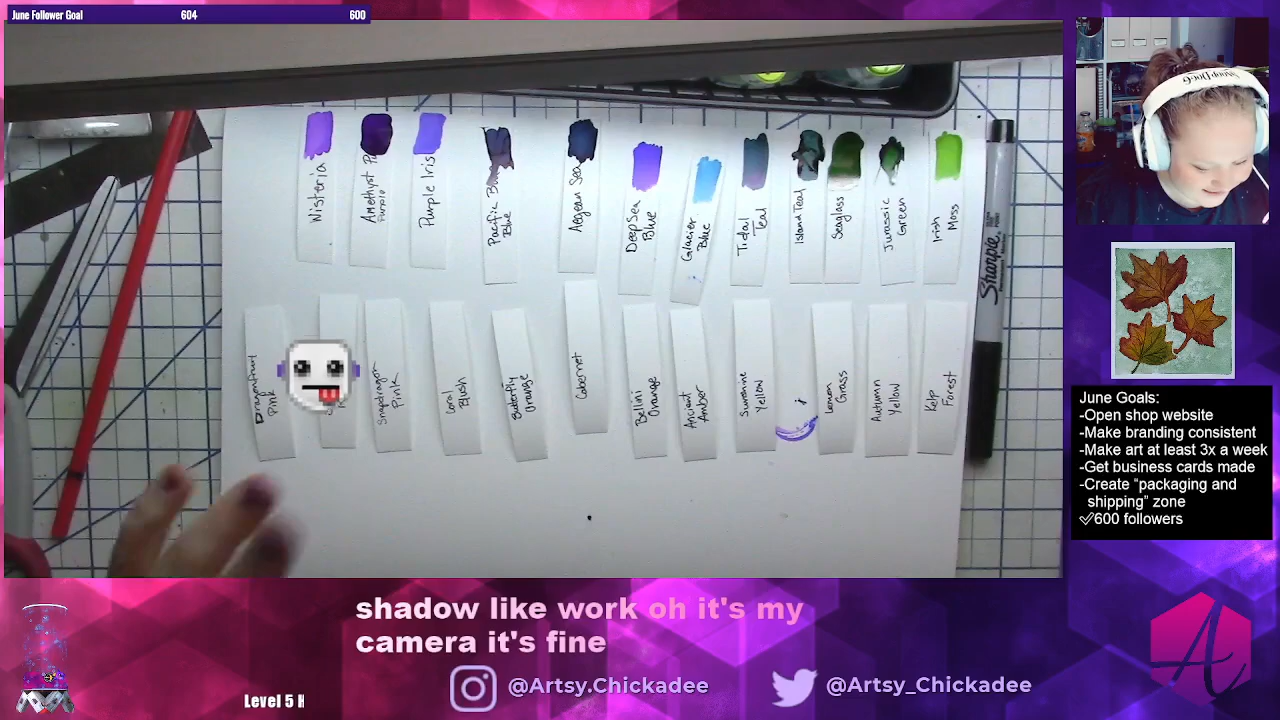 June Follower Goal 604 600
Wisteria
Amethyst
Purple
Purple Iris
Pacific
Blue
Aegean Sea
Deep Sea
Blue
Glacier
Blue
Tidal
Teal
Island Teal
Seaglass
Jurassic
Green
Irish
Moss
Sharpie
Dragonfruit
Pink
Snapdragon
Pink
Coral
Blush
Butterfly
Orange
Cabernet
Bellini
Orange
Ancient
Amber
Sunshine
Yellow
Lemon
Grass
Autumn
Yellow
Kelp
Forest
June Goals:
-Open shop website
-Make branding consistent
-Make art at least 3x a week
-Get business cards made
-Create "packaging and
shipping" zone
✓600 followers
shadow like work oh it's my
camera it's fine
@Artsy.Chickadee
@Artsy_Chickadee
Level 5
A